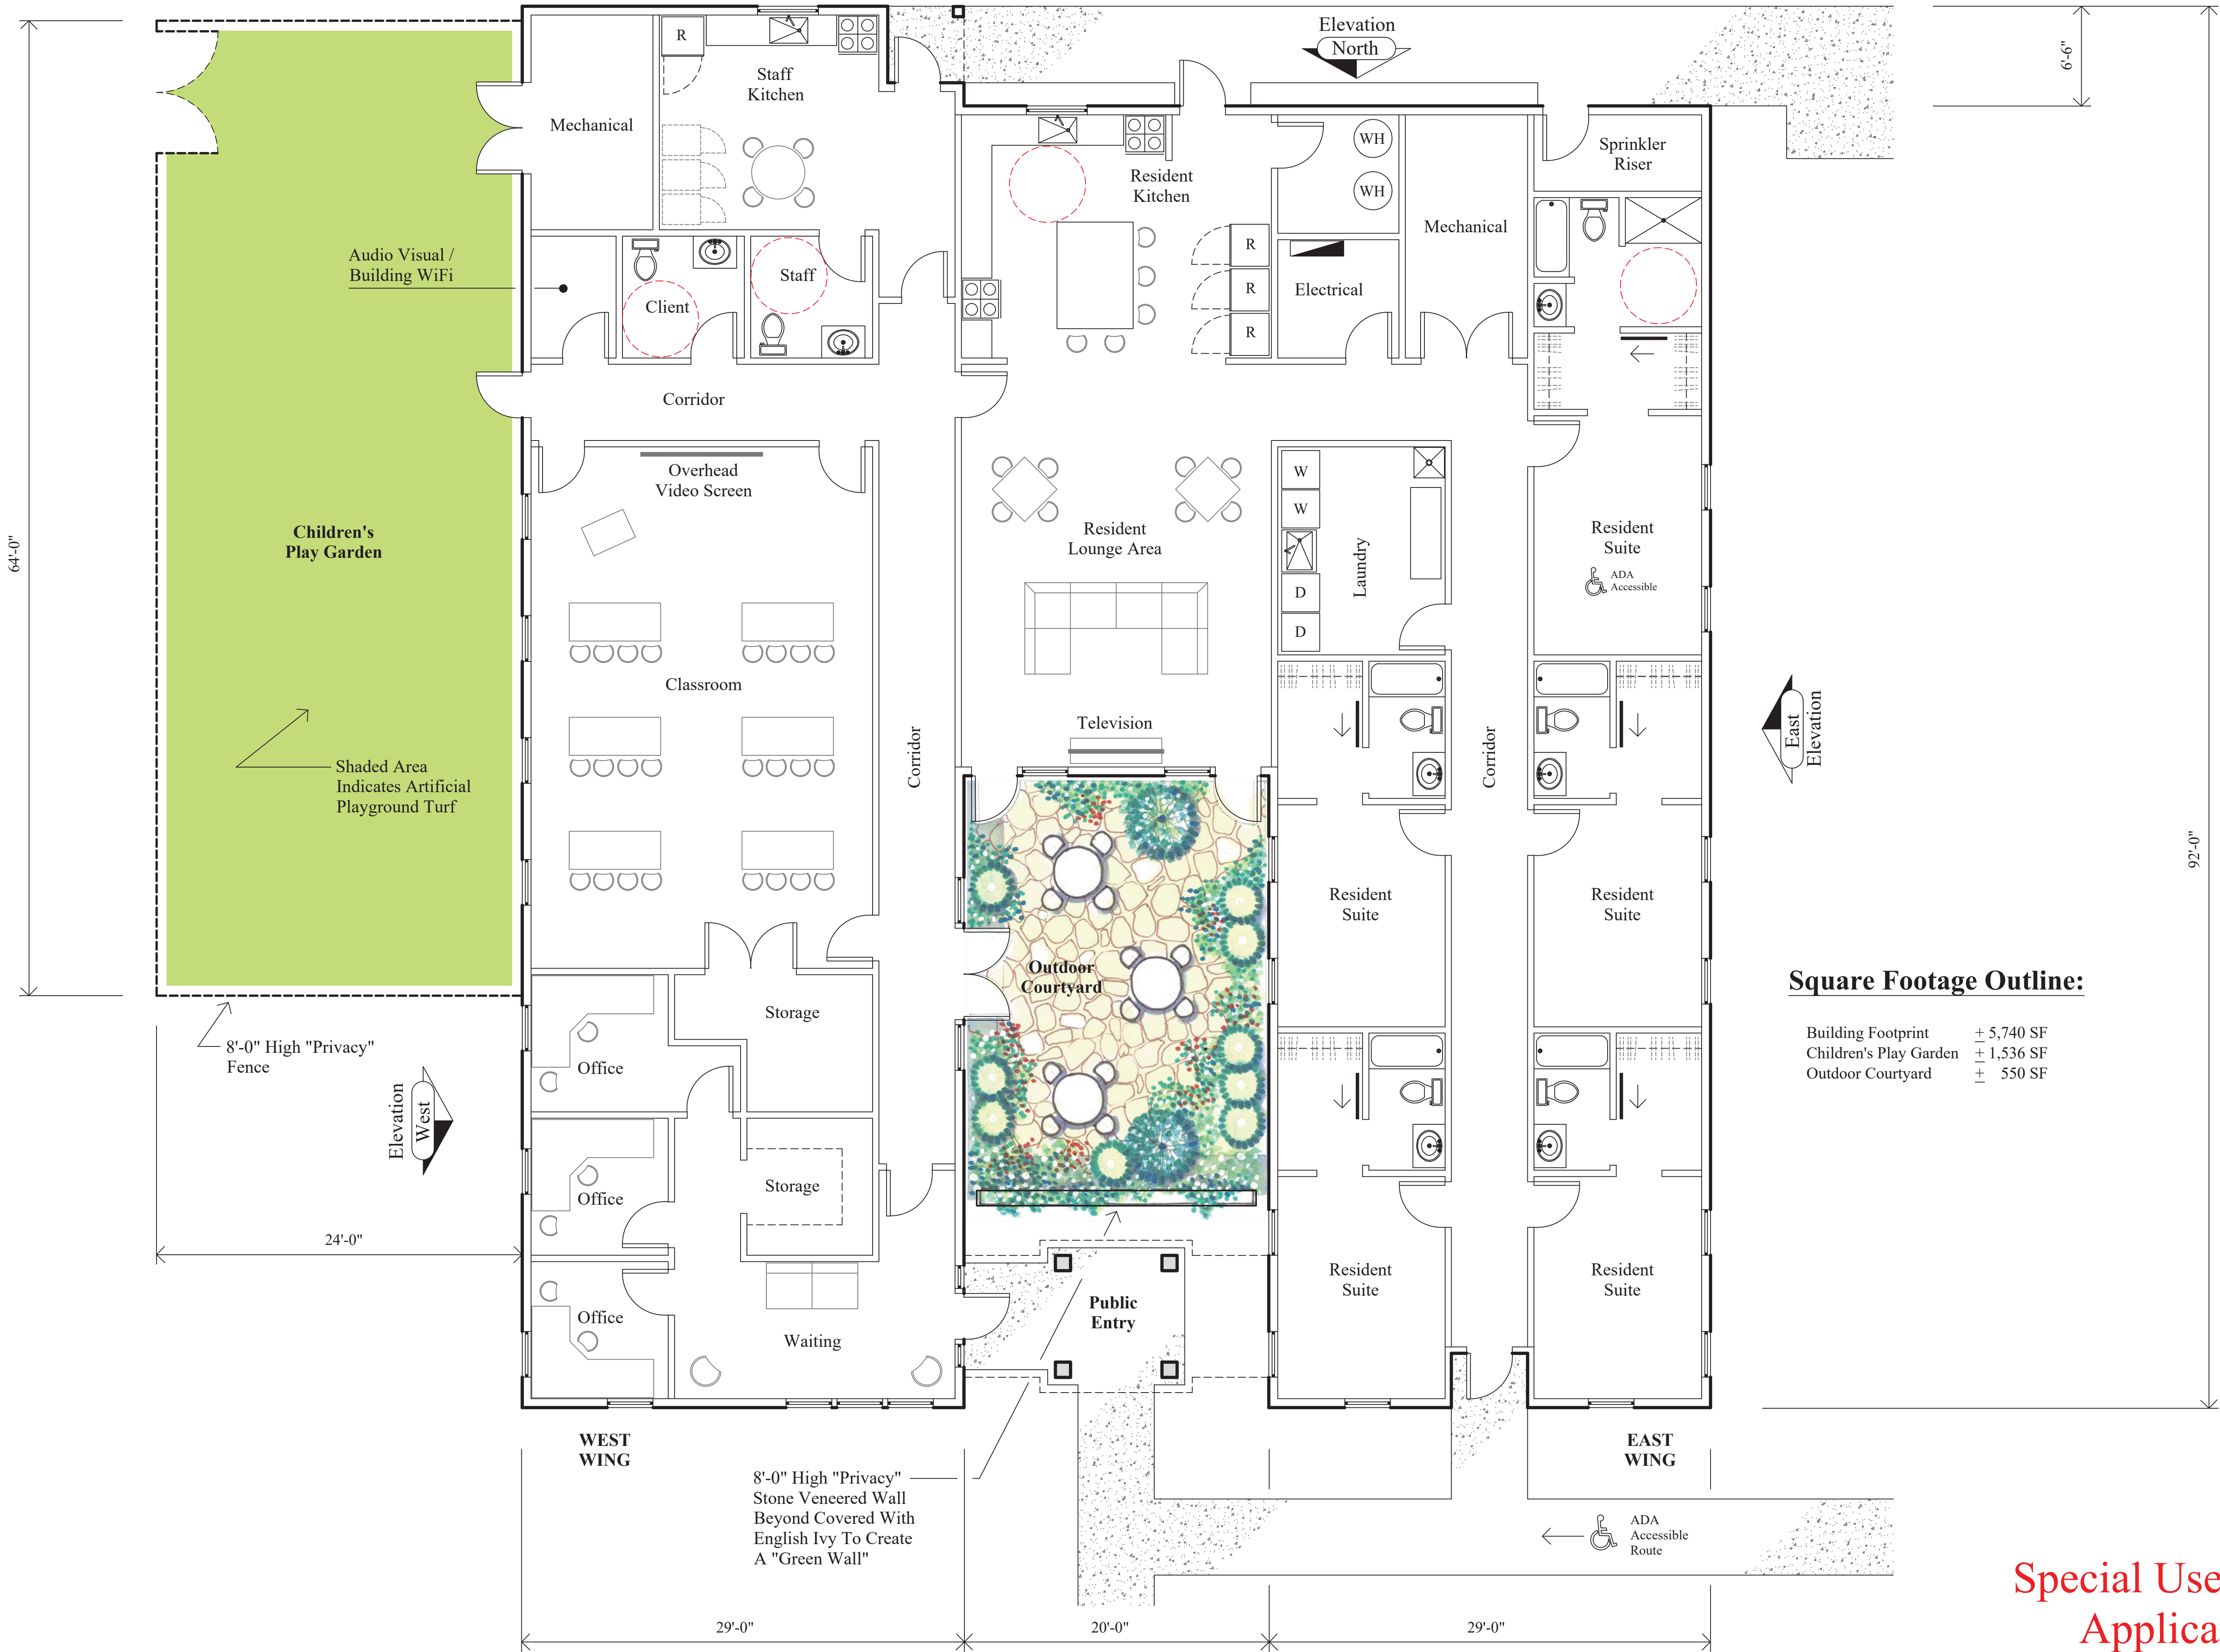 Elevation
North
6'-6"
R
Staff
Kitchen
Mechanical
WH
WH
Sprinkler
Riser
Resident
Kitchen
Mechanical
Audio Visual /
Building WiFi
Client
Staff
R
R
R
Electrical
Corridor
Overhead
Video Screen
W
W
D
D
Laundry
Resident
Lounge Area
Resident
Suite
ADA
Accessible
64'-0"
Children's
Play Garden
Classroom
Television
Corridor
Corridor
East
Elevation
Shaded Area
Indicates Artificial
Playground Turf
92'-0"
Resident
Suite
Resident
Suite
Outdoor
Courtyard
Storage
Office
8'-0" High "Privacy"
Fence
Square Footage Outline:
Building Footprint ± 5,740 SF
Children's Play Garden ± 1,536 SF
Outdoor Courtyard ± 550 SF
Elevation
West
Storage
Office
24'-0"
Office
Waiting
Public
Entry
Resident
Suite
Resident
Suite
WEST
WING
EAST
WING
8'-0" High "Privacy"
Stone Veneered Wall
Beyond Covered With
English Ivy To Create
A "Green Wall"
ADA
Accessible
Route
Special Use
Applica
29'-0"
20'-0"
29'-0"